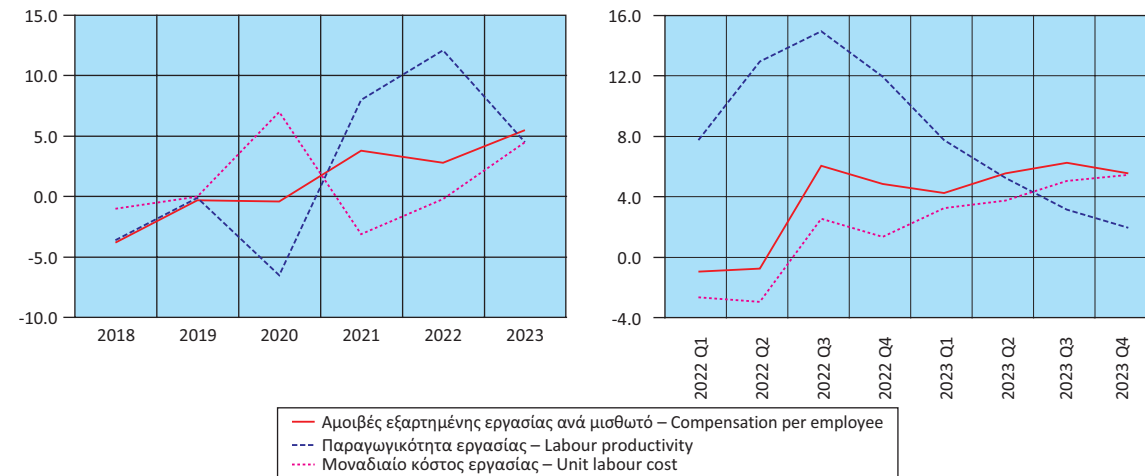 15.0
10.0
5.0
0.0
-5.0
-10.0
2018 2019 2020 2021 2022 2023
16.0
12.0
8.0
4.0
0.0
-4.0
2022 Q1
2022 Q2
2022 Q3
2022 Q4
2023 Q1
2023 Q2
2023 Q3
2023 Q4
Αμοιβές εξαρτημένης εργασίας ανά μισθωτό – Compensation per employee
Παραγωγικότητα εργασίας – Labour productivity
Μοναδιαίο κόστος εργασίας – Unit labour cost